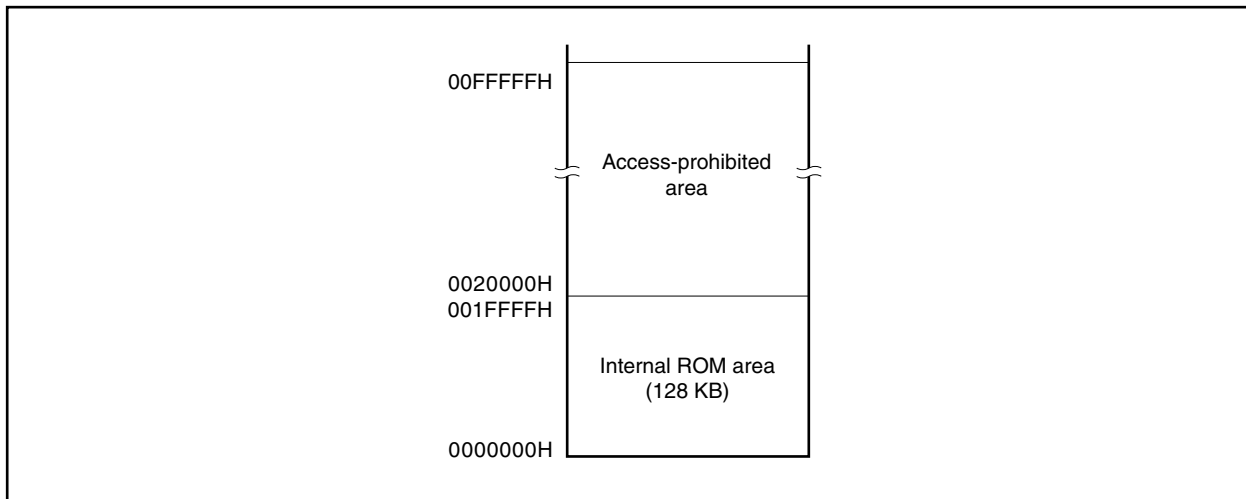 00FFFFFH
Access-prohibited
area
0020000H
001FFFFH
Internal ROM area
(128 KB)
0000000H